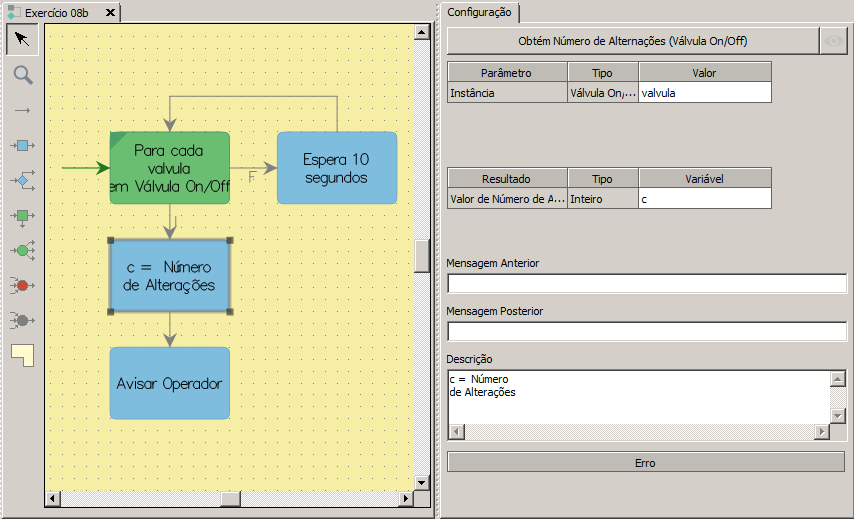 Exercício 08b
Para cada
valvula
em Válvula On/Off
F
I
Espera 10
segundos
c = Número
de Alterações
Avisar Operador
Configuração
Obtém Número de Alternações (Válvula On/Off)
Parâmetro Tipo Valor
Instância Válvula On/... valvula
Resultado Tipo Variável
Valor de Número de A... Inteiro c
Mensagem Anterior
Mensagem Posterior
Descrição
c = Número
de Alterações
Erro